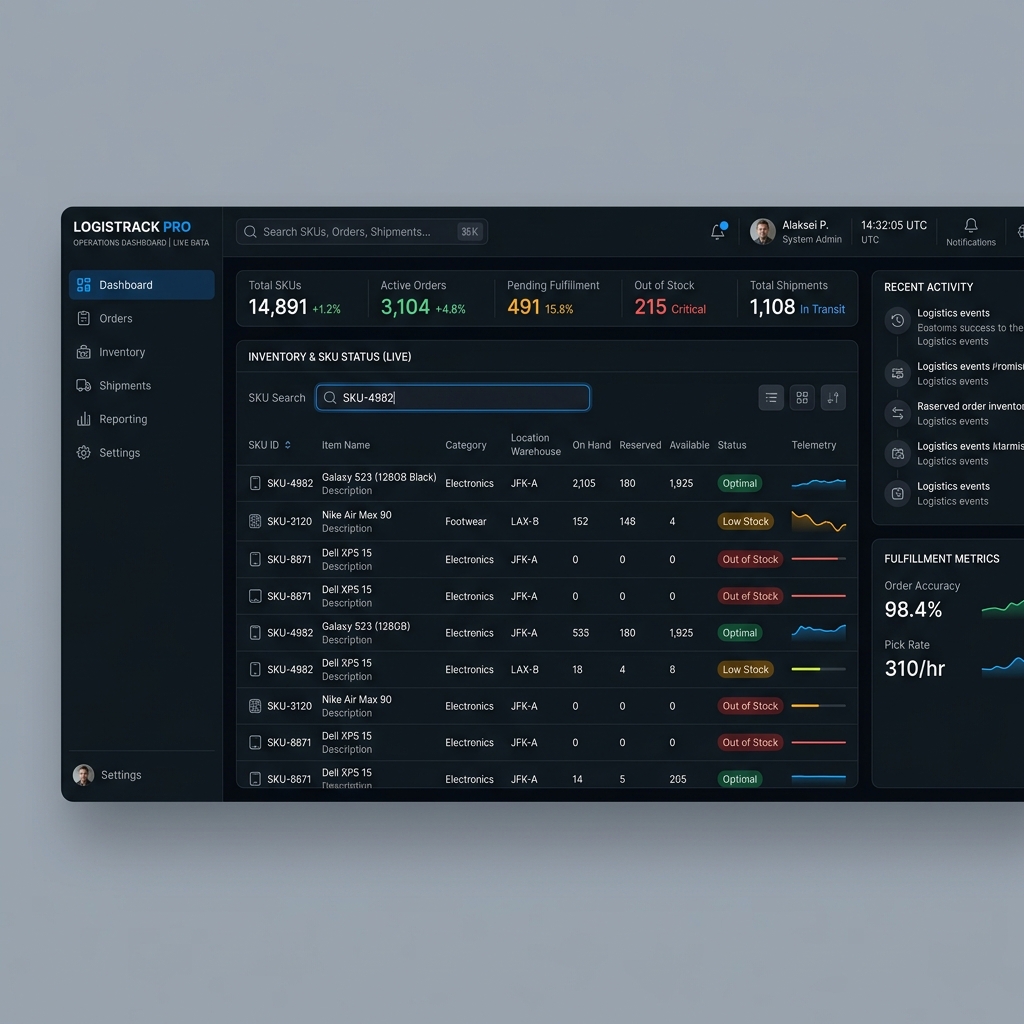 LOGISTRACK PRO
OPERATIONS DASHBOARD | LIVE BATA
Dashboard
Orders
Inventory
Shipments
Reporting
Settings
Settings
Search SKUs, Orders, Shipments...
Alaksei P.
System Admin
14:32:05 UTC
UTC
Notifications
Total SKUs
14,891 +1.2%
Active Orders
3,104 +4.8%
Pending Fulfillment
491 15.8%
Out of Stock
215 Critical
Total Shipments
1,108 In Transit
INVENTORY & SKU STATUS (LIVE)
SKU Search
SKU-4982
SKU ID Item Name Category Location Warehouse On Hand Reserved Available Status Telemetry
SKU-4982 Galaxy S23 (12808 Black) Electronics JFK-A 2,105 180 1,925 Optimal
Description
SKU-2120 Nike Air Max 90 Footwear LAX-B 152 148 4 Low Stock
Description
SKU-8871 Dell XPS 15 Electronics JFK-A 0 0 0 Out of Stock
Description
SKU-8871 Dell XPS 15 Electronics JFK-A 0 0 0 Out of Stock
Description
SKU-4982 Galaxy S23 (128GB) Electronics JFK-A 535 180 1,925 Optimal
Description
SKU-4982 Dell XPS 15 Electronics LAX-B 18 4 8 Low Stock
Description
SKU-3120 Nike Air Max 90 Electronics JFK-A 0 0 0 Out of Stock
Description
SKU-8871 Dell XPS 15 Electronics JFK-A 0 0 0 Out of Stock
Description
SKU-8671 Dell XPS 15 Electronics JFK-A 14 5 205 Optimal
RECENT ACTIVITY
Logistics events
success to the
Logistics events
Logistics events
Logistics events
Raserved order inventor
Logistics events
Logistics events
Logistics events
Logistics events
Logistics events
FULFILLMENT METRICS
Order Accuracy
98.4%
Pick Rate
310/hr